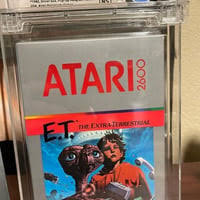 ATARI 2600
E.T. THE EXTRA-TERRESTRIAL